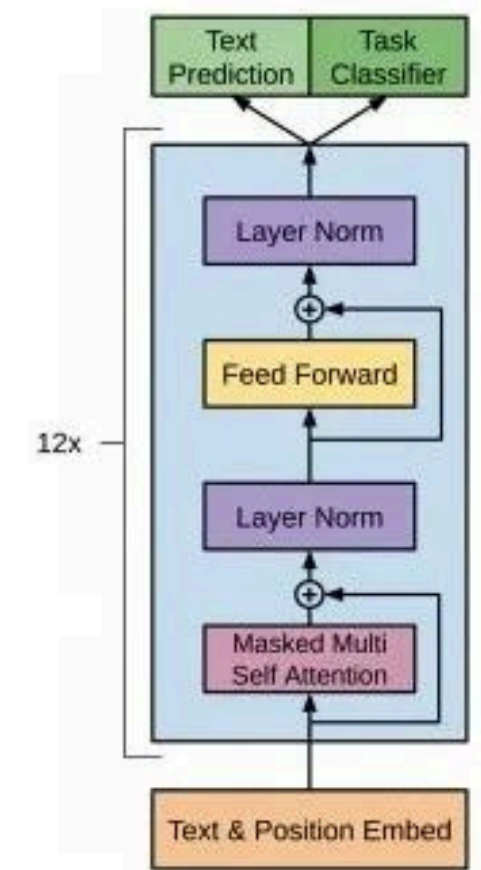 Text
Prediction
Task
Classifier
Layer Norm
Feed Forward
12x
Layer Norm
Masked Multi
Self Attention
Text & Position Embed